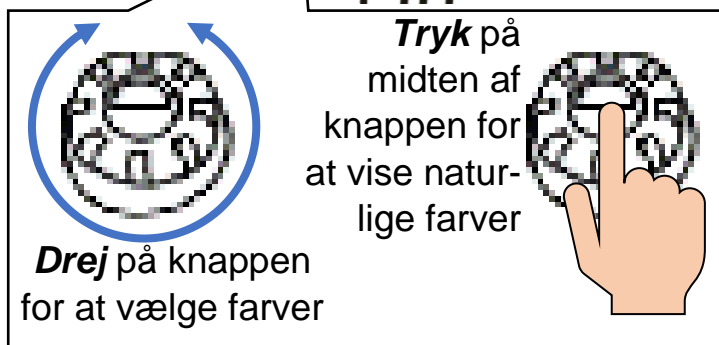 Drej på knappen
for at vælge farver
Tryk på
midten af
knappen for
at vise natur-
lige farver